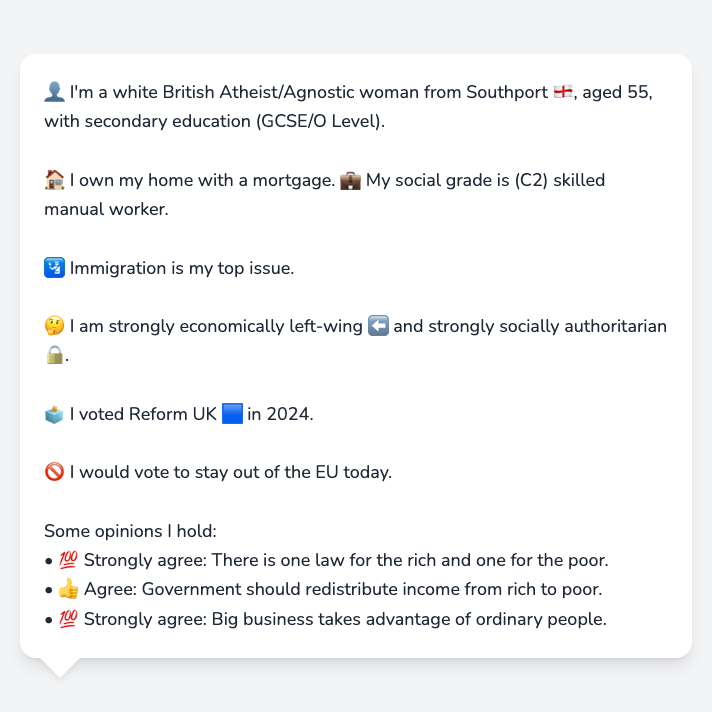 👤 I'm a white British Atheist/Agnostic woman from Southport 🏴󠁧󠁢󠁥󠁮󠁧󠁿, aged 55,
with secondary education (GCSE/O Level).
🏠 I own my home with a mortgage. 💼 My social grade is (C2) skilled
manual worker.
🛂 Immigration is my top issue.
🤔 I am strongly economically left-wing ⬅️ and strongly socially authoritarian
🔒.
🗳️ I voted Reform UK 🟦 in 2024.
🚫 I would vote to stay out of the EU today.
Some opinions I hold:
• 💯 Strongly agree: There is one law for the rich and one for the poor.
• 👍 Agree: Government should redistribute income from rich to poor.
• 💯 Strongly agree: Big business takes advantage of ordinary people.